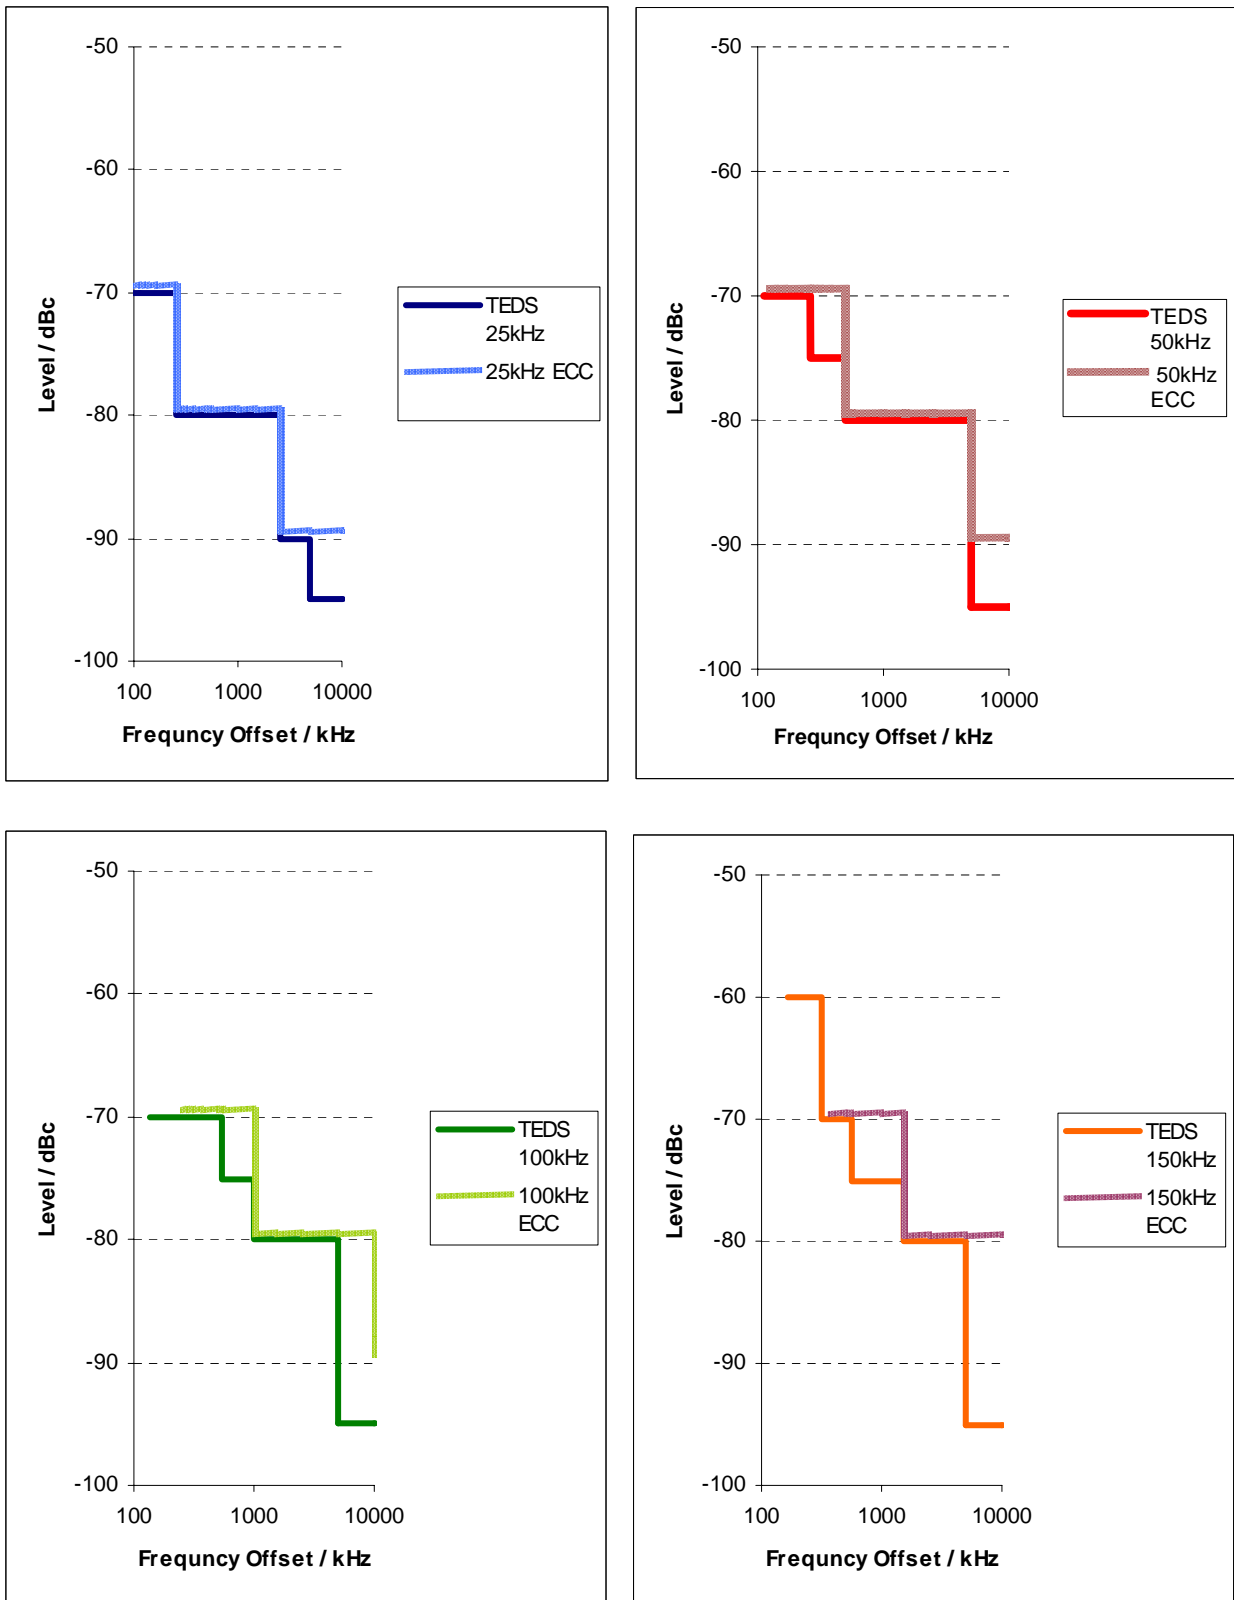 -50
-60
-70
-80
-90
-100
100 1000 10000
Level / dBc
Frequncy Offset / kHz
TEDS
25kHz
25kHz ECC
-50
-60
-70
-80
-90
-100
100 1000 10000
Level / dBc
Frequncy Offset / kHz
TEDS
50kHz
50kHz
ECC
-50
-60
-70
-80
-90
-100
100 1000 10000
Level / dBc
Frequncy Offset / kHz
TEDS
100kHz
100kHz
ECC
-50
-60
-70
-80
-90
-100
100 1000 10000
Level / dBc
Frequncy Offset / kHz
TEDS
150kHz
150kHz
ECC